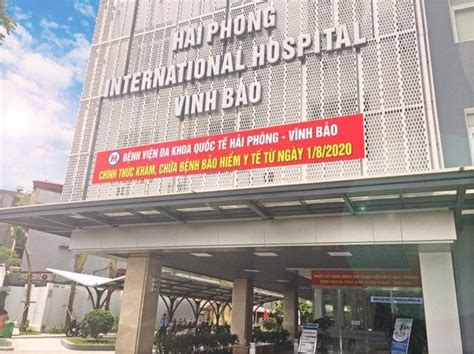 HAI PHONG
INTERNATIONAL HOSPITAL
VINH BAO
BỆNH VIỆN ĐA KHOA QUỐC TẾ HẢI PHÒNG - VĨNH BẢO
CHÍNH THỨC KHÁM, CHỮA BỆNH BẢO HIỂM Y TẾ TỪ NGÀY 1/8/2020